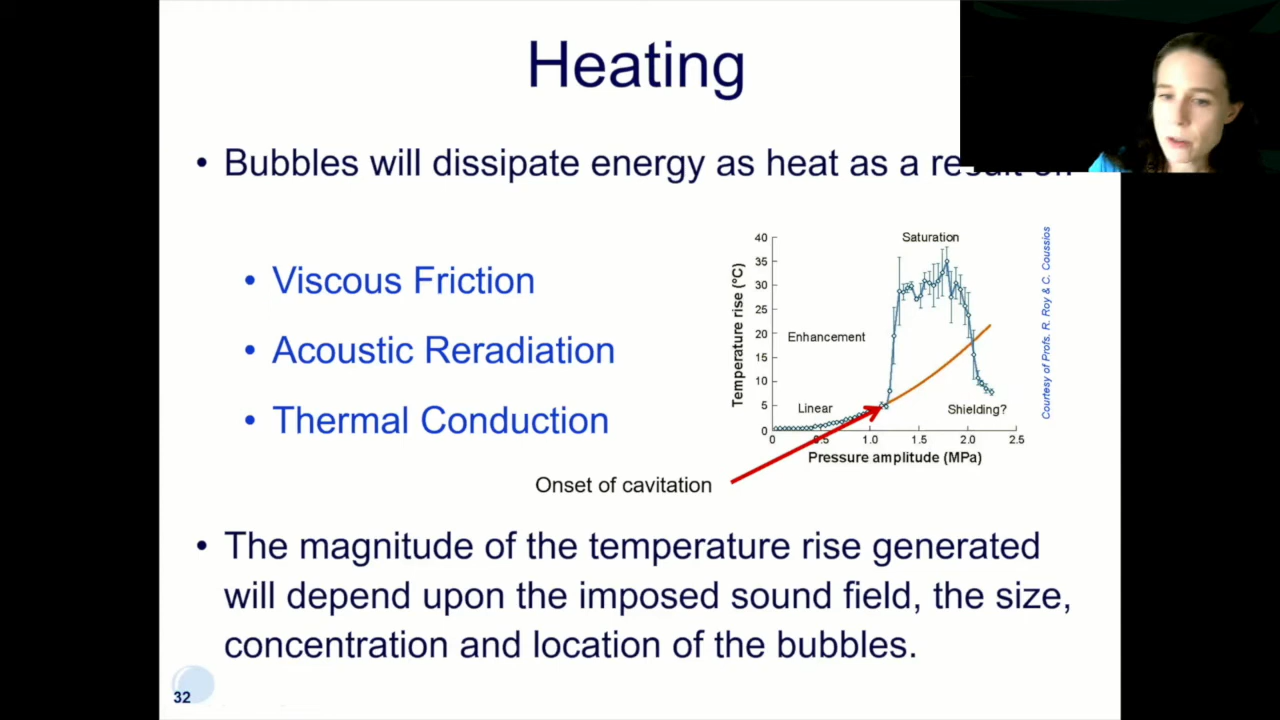 Heating
• Bubbles will dissipate energy as heat as a result of:
• Viscous Friction
• Acoustic Reradiation
• Thermal Conduction
Saturation
Enhancement
Linear
Shielding?
Temperature rise (°C)
40
35
30
25
20
15
10
5
0
0 0.5 1.0 1.5 2.0 2.5
Pressure amplitude (MPa)
Courtesy of Profs. R. Roy & C. Coussios
Onset of cavitation
• The magnitude of the temperature rise generated
will depend upon the imposed sound field, the size,
concentration and location of the bubbles.
32